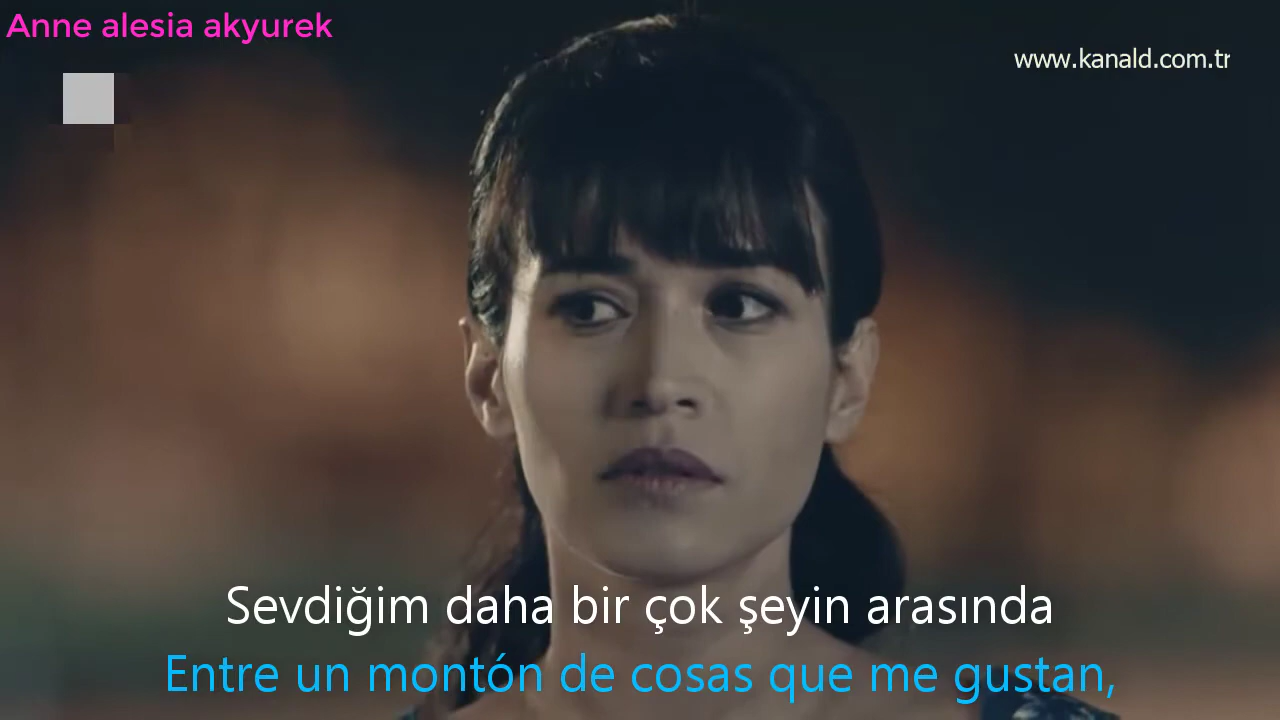 Anne alesia akyurek
www.kanald.com.tr
Sevdiğim daha bir çok şeyin arasında
Entre un montón de cosas que me gustan,